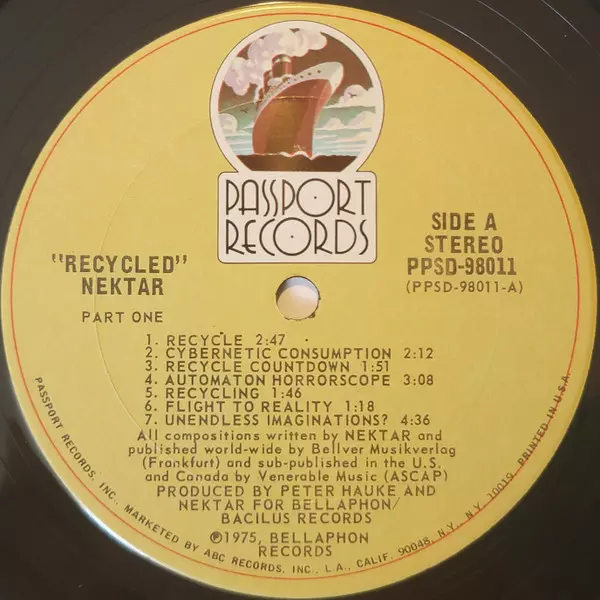 PASSPORT
RECORDS
"RECYCLED"
NEKTAR
PART ONE
SIDE A
STEREO
PPSD-98011
(PPSD-98011-A)
1. RECYCLE 2:47
2. CYBERNETIC CONSUMPTION 2:12
3. RECYCLE COUNTDOWN 1:51
4. AUTOMATON HORRORSCOPE 3:08
5. RECYCLING 1:46
6. FLIGHT TO REALITY 1:18
7. UNENDLESS IMAGINATIONS? 4:36
All compositions written by NEKTAR and
published world-wide by Bellver Musikverlag
(Frankfurt) and sub-published in the U.S.
and Canada by Venerable Music (ASCAP)
PRODUCED BY PETER HAUKE AND
NEKTAR FOR BELLAPHON/
BACILUS RECORDS
℗1975, BELLAPHON
RECORDS
PASSPORT RECORDS, INC., MARKETED BY ABC RECORDS, INC., L.A., CALIF. 90048, N.Y., N.Y. 10019, PRINTED IN U.S.A.